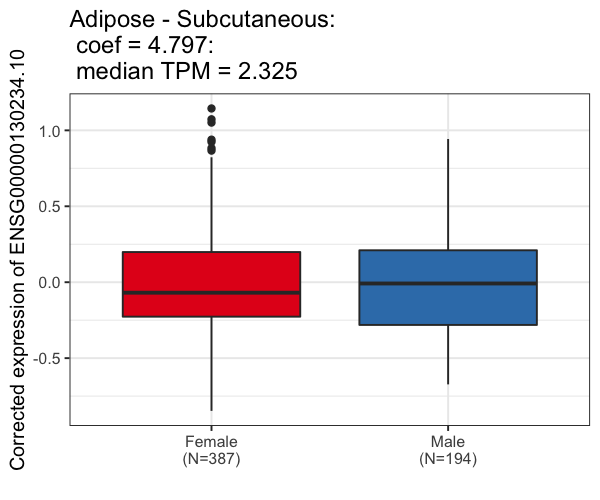 Adipose - Subcutaneous:
coef = 4.797:
median TPM = 2.325
Corrected expression of ENSG00000130234.10
1.0
0.5
0.0
-0.5
Female
(N=387)
Male
(N=194)